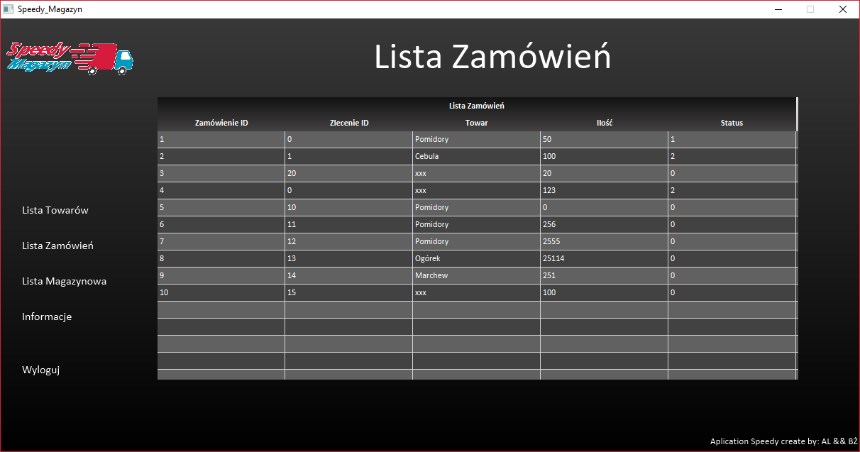 Speedy_Magazyn
Speedy
Magazyn
Lista Zamówień
Lista Zamówień
Zamówienie ID Zlecenie ID Towar Ilość Status
1 0 Pomidory 50 1
2 1 Cebula 100 2
3 20 xxx 20 0
4 0 xxx 123 2
5 10 Pomidory 0 0
6 11 Pomidory 256 0
7 12 Pomidory 2555 0
8 13 Ogórek 25114 0
9 14 Marchew 251 0
10 15 xxx 100 0
Lista Towarów
Lista Zamówień
Lista Magazynowa
Informacje
Wyloguj
Aplication Speedy create by: AL && BŻ